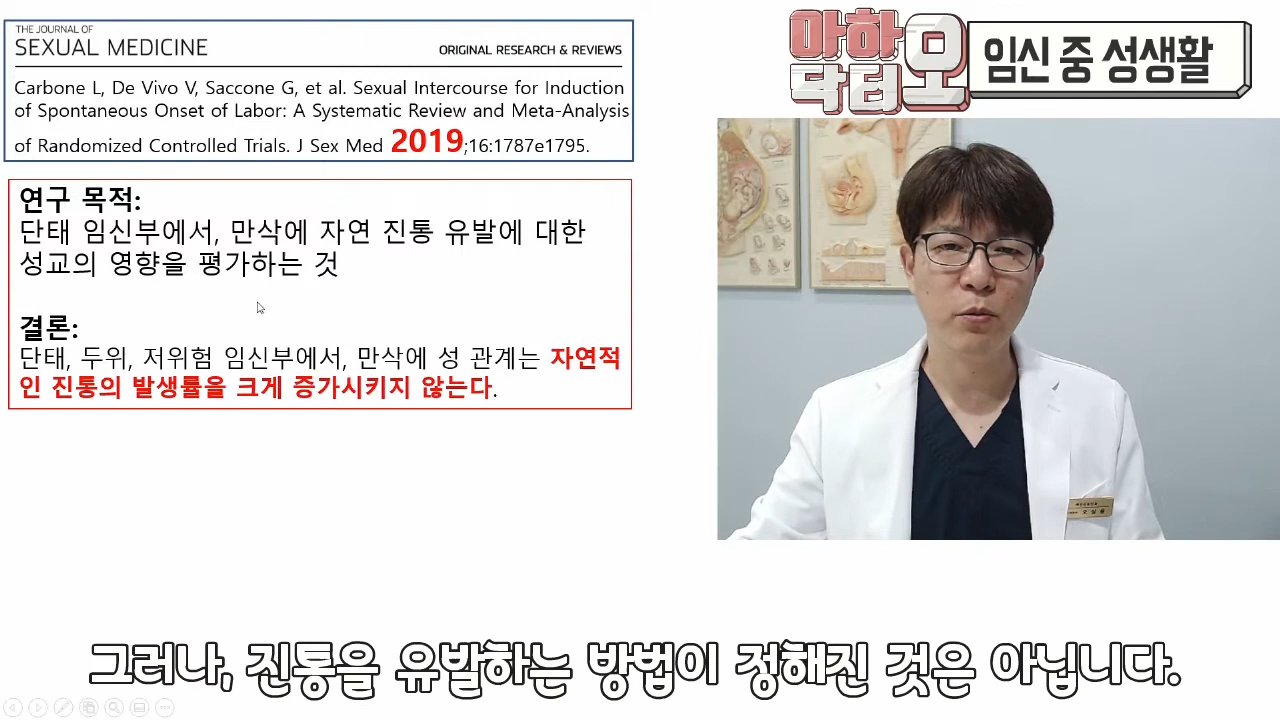 THE JOURNAL OF
SEXUAL MEDICINE
ORIGINAL RESEARCH & REVIEWS
Carbone L, De Vivo V, Saccone G, et al. Sexual Intercourse for Induction
of Spontaneous Onset of Labor: A Systematic Review and Meta-Analysis
of Randomized Controlled Trials. J Sex Med 2019;16:1787e1795.
연구 목적:
단태 임신부에서, 만삭에 자연 진통 유발에 대한
성교의 영향을 평가하는 것
결론:
단태, 두위, 저위험 임신부에서, 만삭에 성 관계는 자연적
인 진통의 발생률을 크게 증가시키지 않는다.
아하
닥터오
임신 중 성생활
그러나, 진통을 유발하는 방법이 정해진 것은 아닙니다.